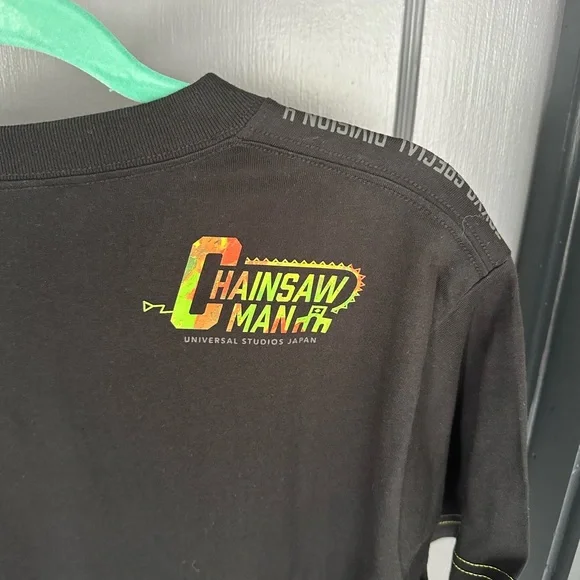 SPECIAL DIVISION 4
CHAINSAW
MAN
UNIVERSAL STUDIOS JAPAN